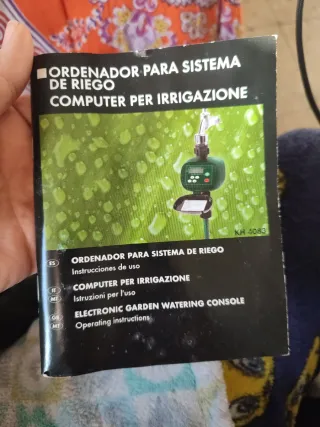 ORDENADOR PARA SISTEMA
DE RIEGO
COMPUTER PER IRRIGAZIONE
KH 4083
ES ORDENADOR PARA SISTEMA DE RIEGO
Instrucciones de uso
IT COMPUTER PER IRRIGAZIONE
MT Istruzioni per l'uso
GB ELECTRONIC GARDEN WATERING CONSOLE
MT Operating instructions